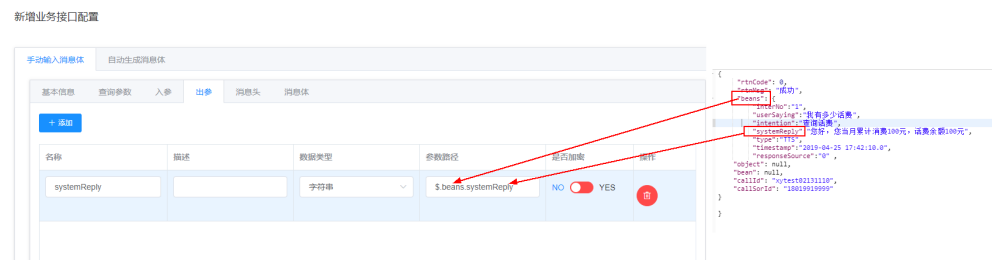 新增业务接口配置
手动输入消息体 自动生成消息体
基本信息 查询参数 入参 出参 消息头 消息体
+ 添加
名称 描述 数据类型 参数路径 是否加密 操作
systemReply 字符串 $.beans.systemReply NO YES
{
"rtnCode": 0,
"rtnMsg": "成功",
"beans": {
"interNo":"1",
"userSaying":"我有多少话费",
"intention":"查询话费",
"systemReply": "您好，您当月累计消费100元，话费余额100元",
"type":"TTS",
"timestamp":"2019-04-25 17:42:10.0",
"responseSource":"0" ,
"object": null,
"bean": null,
"callId": "xytest02131110",
"callSorId": "18019919999"
}
}